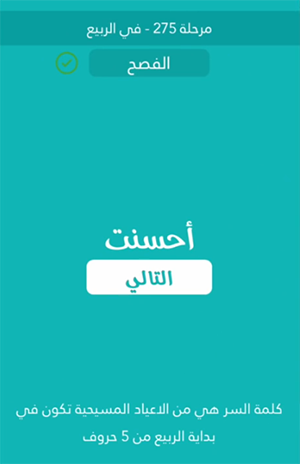 مرحلة 275 - في الربيع
الفصح
أحسنت
التالي
كلمة السر هي من الاعياد المسيحية تكون في
بداية الربيع من 5 حروف